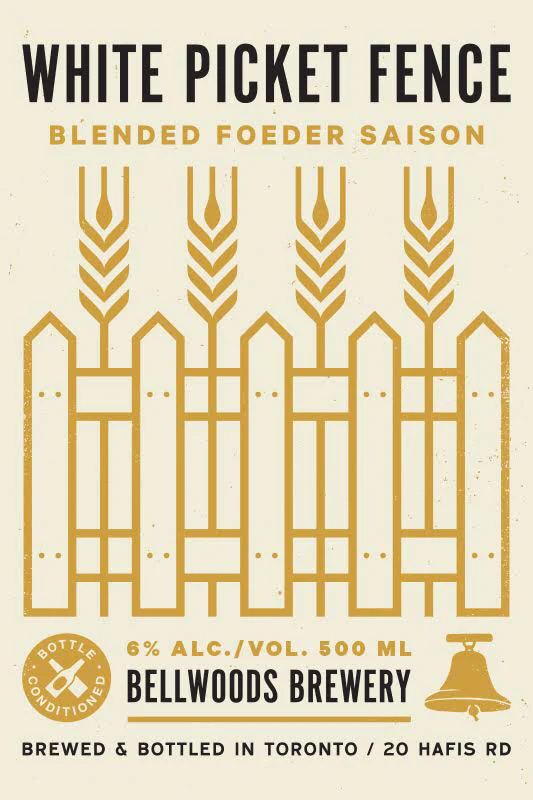 WHITE PICKET FENCE
BLENDED FOEDER SAISON
BOTTLE
CONDITIONED
6% ALC./VOL. 500 ML
BELLWOODS BREWERY
BREWED & BOTTLED IN TORONTO / 20 HAFIS RD